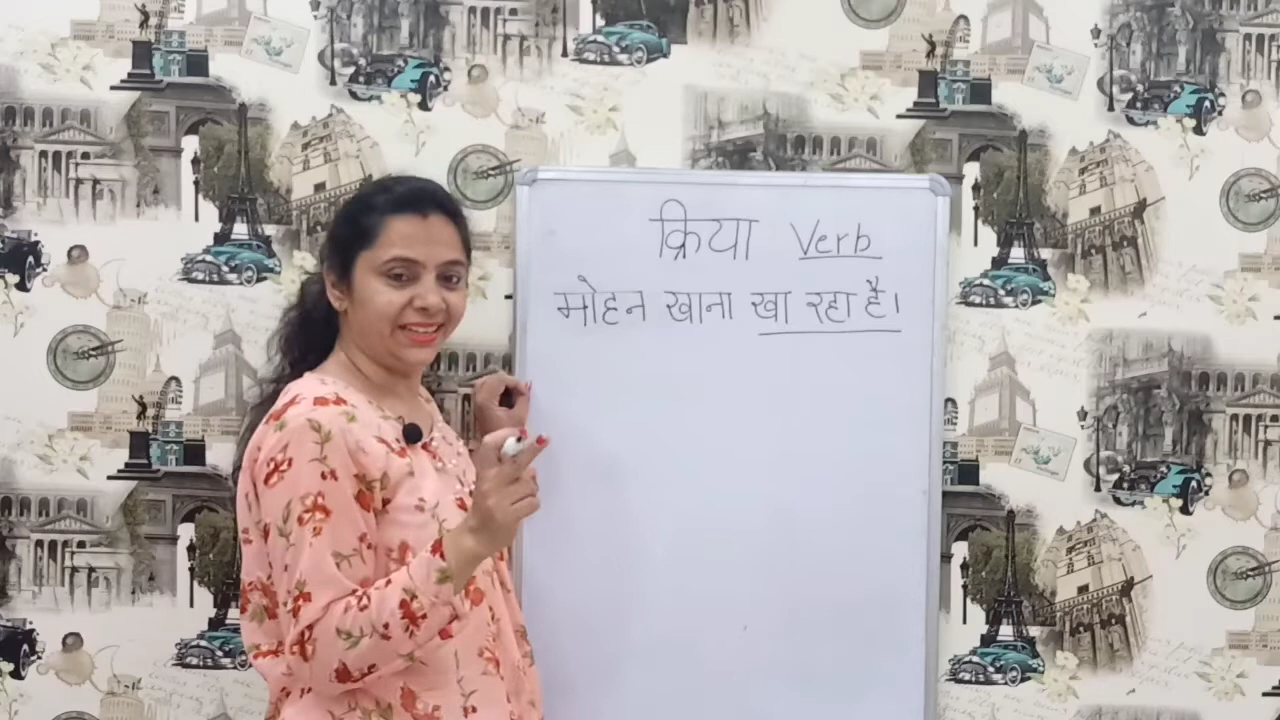 क्रिया Verb
मोहन खाना खा रहा है।